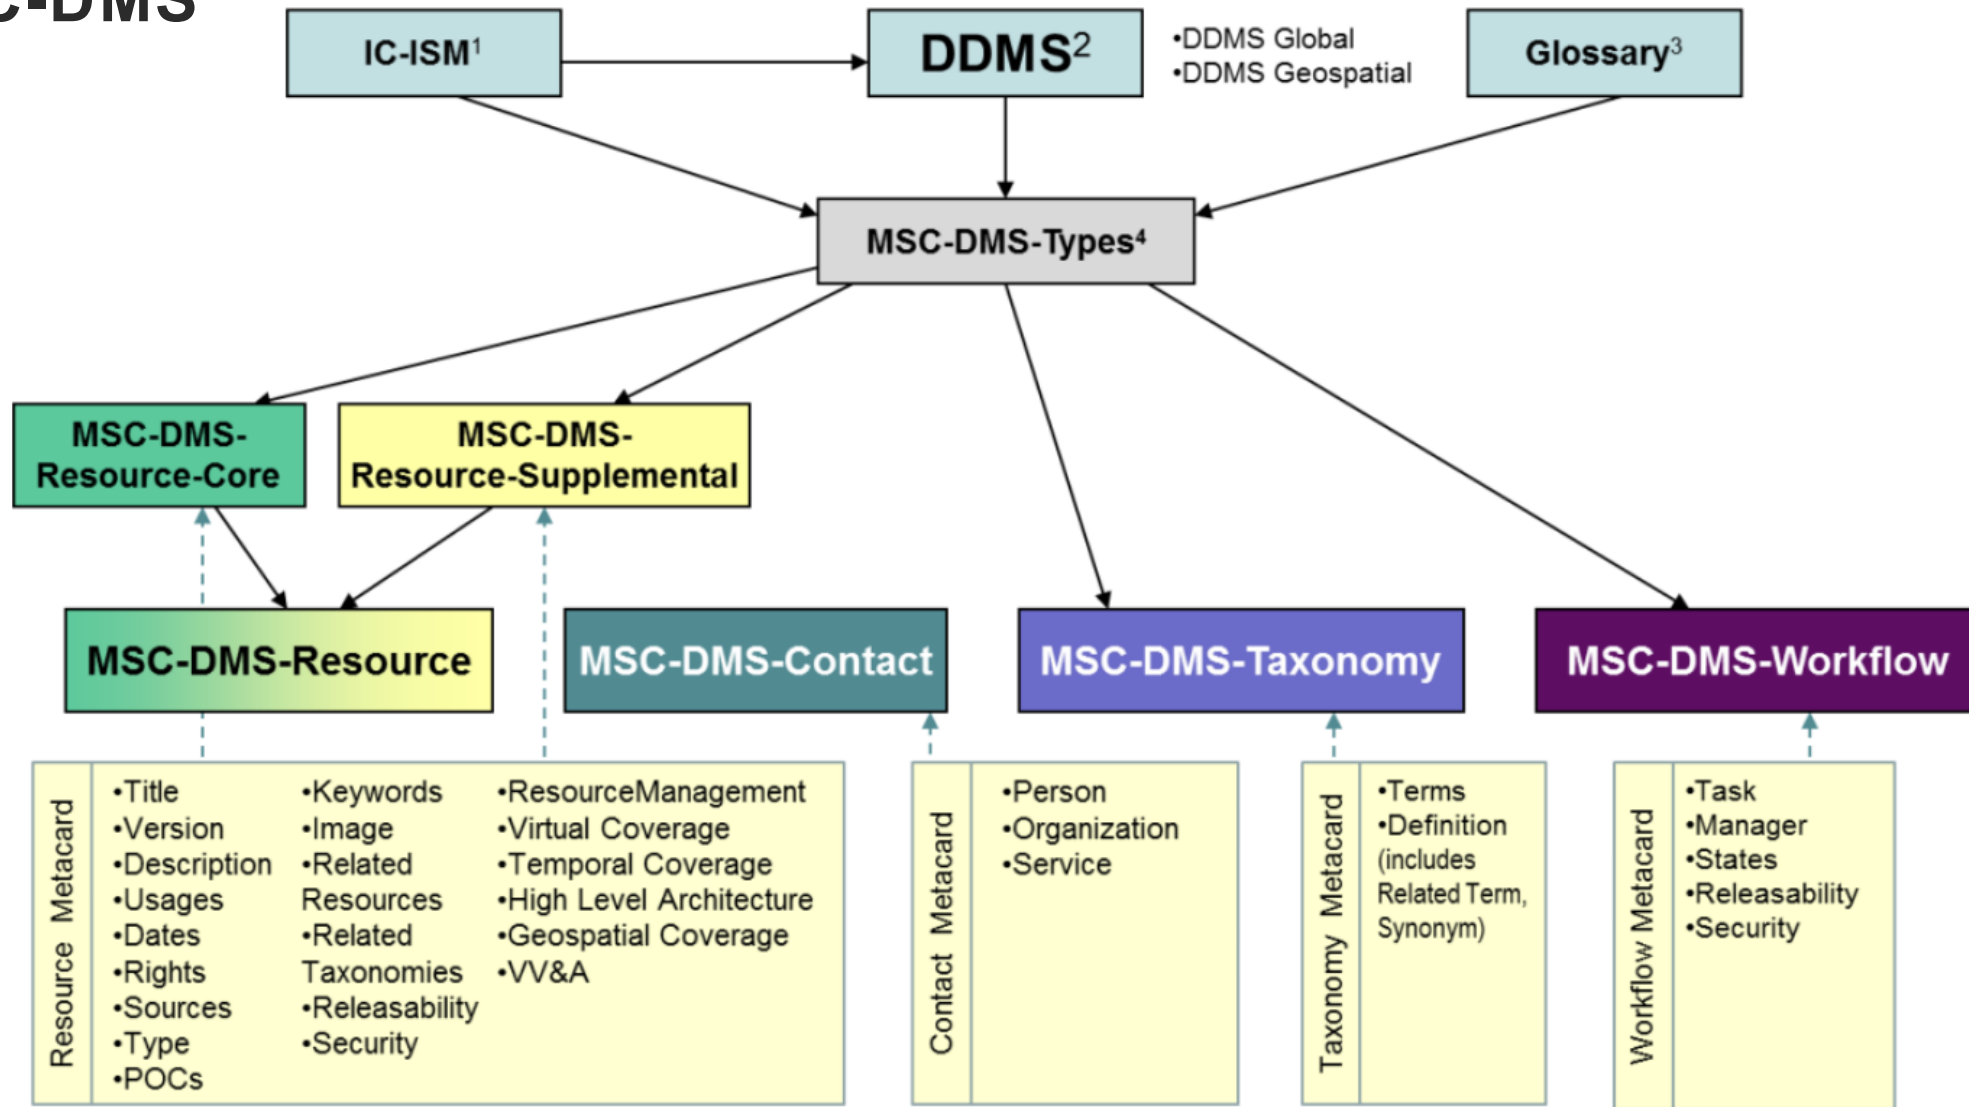 C-DMS
IC-ISM¹
DDMS²
•DDMS Global
•DDMS Geospatial
Glossary³
MSC-DMS-Types⁴
MSC-DMS-
Resource-Core
MSC-DMS-
Resource-Supplemental
MSC-DMS-Resource
MSC-DMS-Contact
MSC-DMS-Taxonomy
MSC-DMS-Workflow
Resource Metacard
•Title
•Version
•Description
•Usages
•Dates
•Rights
•Sources
•Type
•POCs
•Keywords
•Image
•Related
Resources
•Related
Taxonomies
•Releasability
•Security
•ResourceManagement
•Virtual Coverage
•Temporal Coverage
•High Level Architecture
•Geospatial Coverage
•VV&A
Contact Metacard
•Person
•Organization
•Service
Taxonomy Metacard
•Terms
•Definition
(includes
Related Term,
Synonym)
Workflow Metacard
•Task
•Manager
•States
•Releasability
•Security